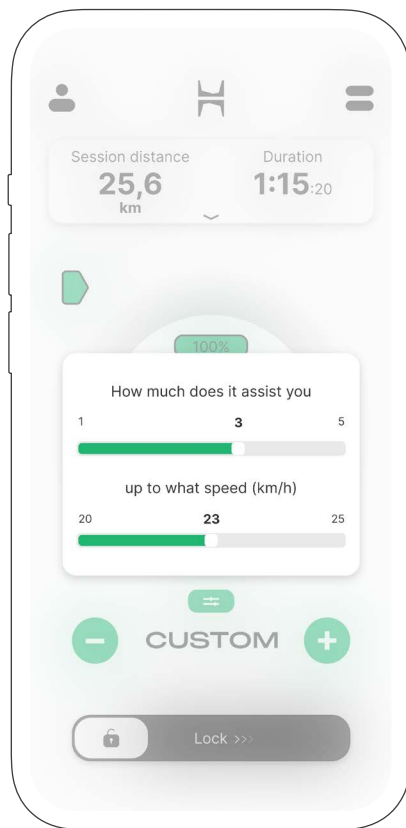 Session distance
25,6
km
Duration
1:15:20
100%
How much does it assist you
1 3 5
up to what speed (km/h)
20 23 25
CUSTOM
Lock >>>